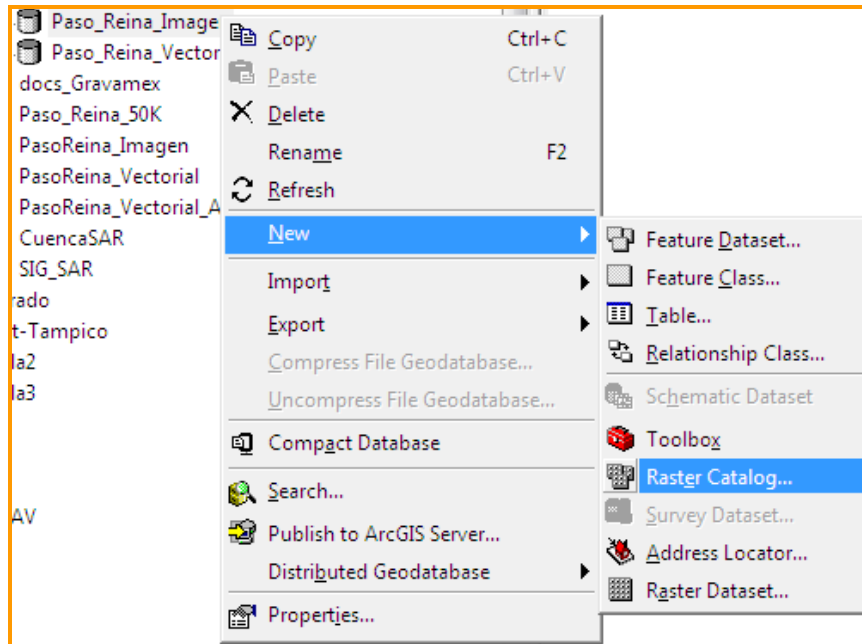 Paso_Reina_Image
Paso_Reina_Vector
docs_Gravamex
Paso_Reina_50K
PasoReina_Imagen
PasoReina_Vectorial
PasoReina_Vectorial_A
CuencaSAR
SIG_SAR
rado
t-Tampico
la2
la3
AV
Copy Ctrl+C
Paste Ctrl+V
Delete
Rename F2
Refresh
New
Import
Export
Compress File Geodatabase...
Uncompress File Geodatabase...
Compact Database
Search...
Publish to ArcGIS Server...
Distributed Geodatabase
Properties...
Feature Dataset...
Feature Class...
Table...
Relationship Class...
Schematic Dataset
Toolbox
Raster Catalog...
Survey Dataset...
Address Locator...
Raster Dataset...